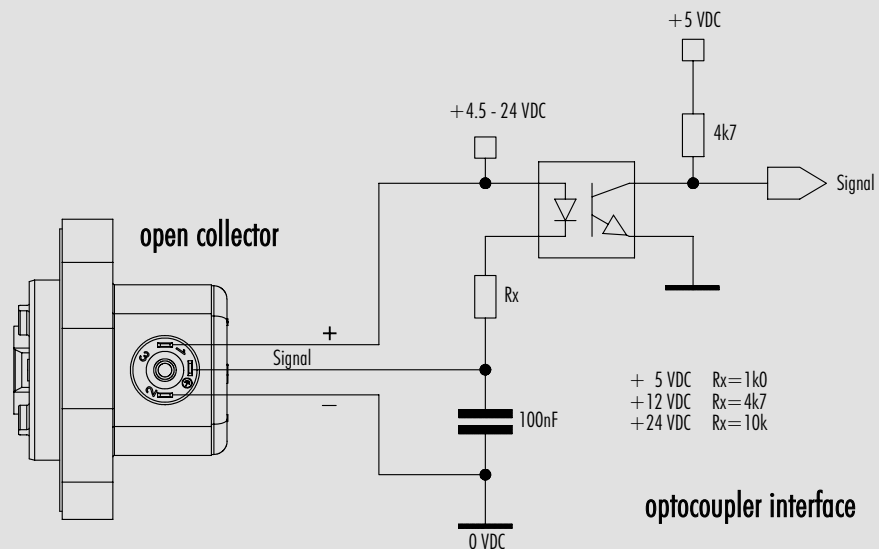 +5 VDC
+4.5 - 24 VDC
4k7
Signal
open collector
Rx
+
Signal
1
3
2
–
100nF
+ 5 VDC Rx=1k0
+12 VDC Rx=4k7
+24 VDC Rx=10k
optocoupler interface
0 VDC